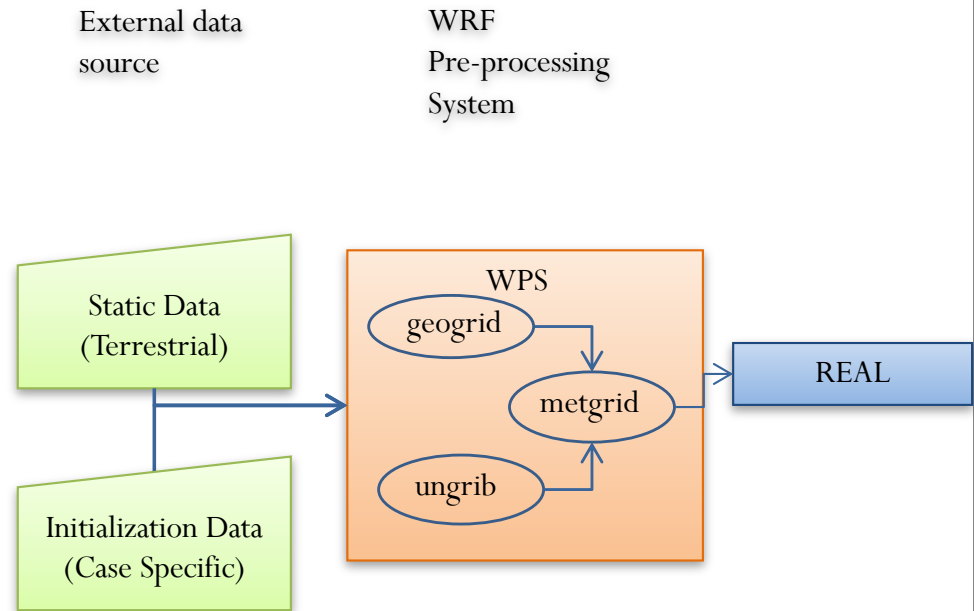 External data
source
WRF
Pre-processing
System
Static Data
(Terrestrial)
Initialization Data
(Case Specific)
WPS
geogrid
metgrid
ungrib
REAL